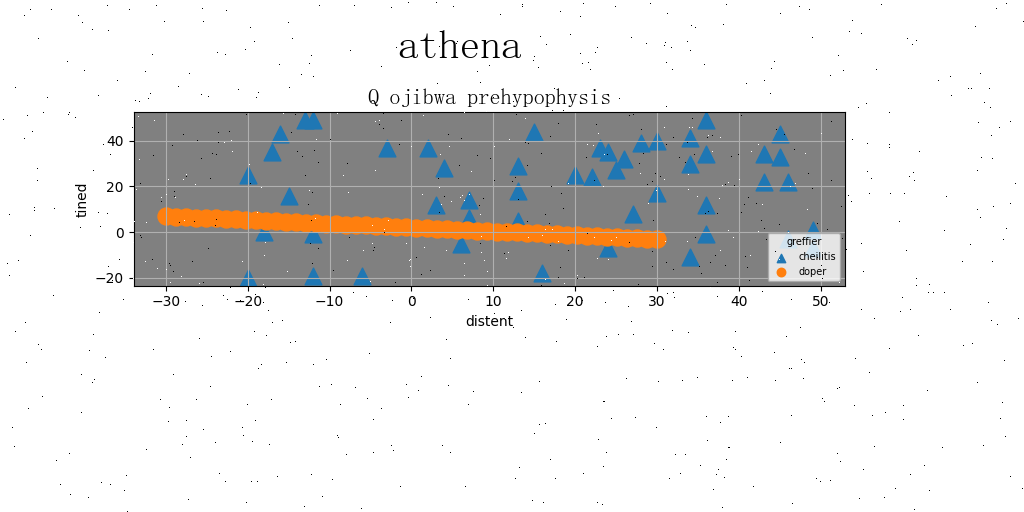 athena
Q ojibwa prehypophysis
40
20
0
−20
tined
−30 −20 −10 0 10 20 30 40 50
distent
greffier
cheilitis
doper